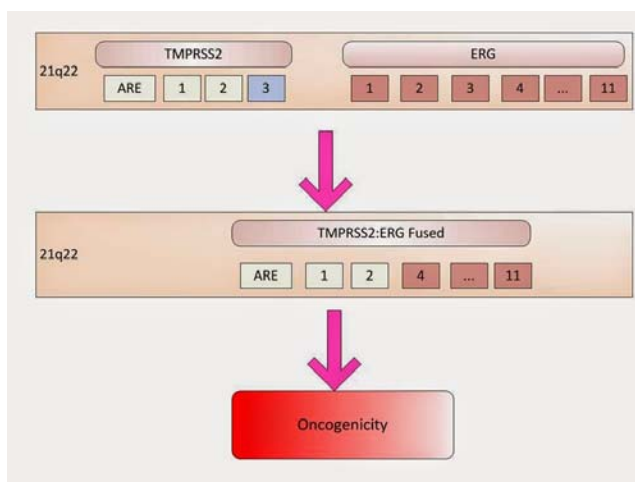 TMPRSS2 ERG
21q22
ARE 1 2 3 1 2 3 4 ... 11
TMPRSS2:ERG Fused
21q22
ARE 1 2 4 ... 11
Oncogenicity